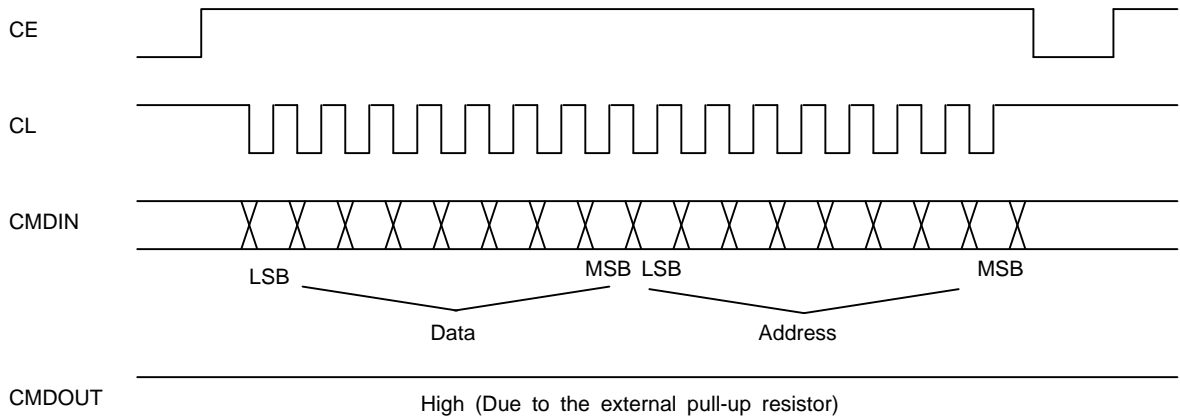 CE
CL
CMDIN
LSB MSB LSB MSB
Data Address
CMDOUT High (Due to the external pull-up resistor)